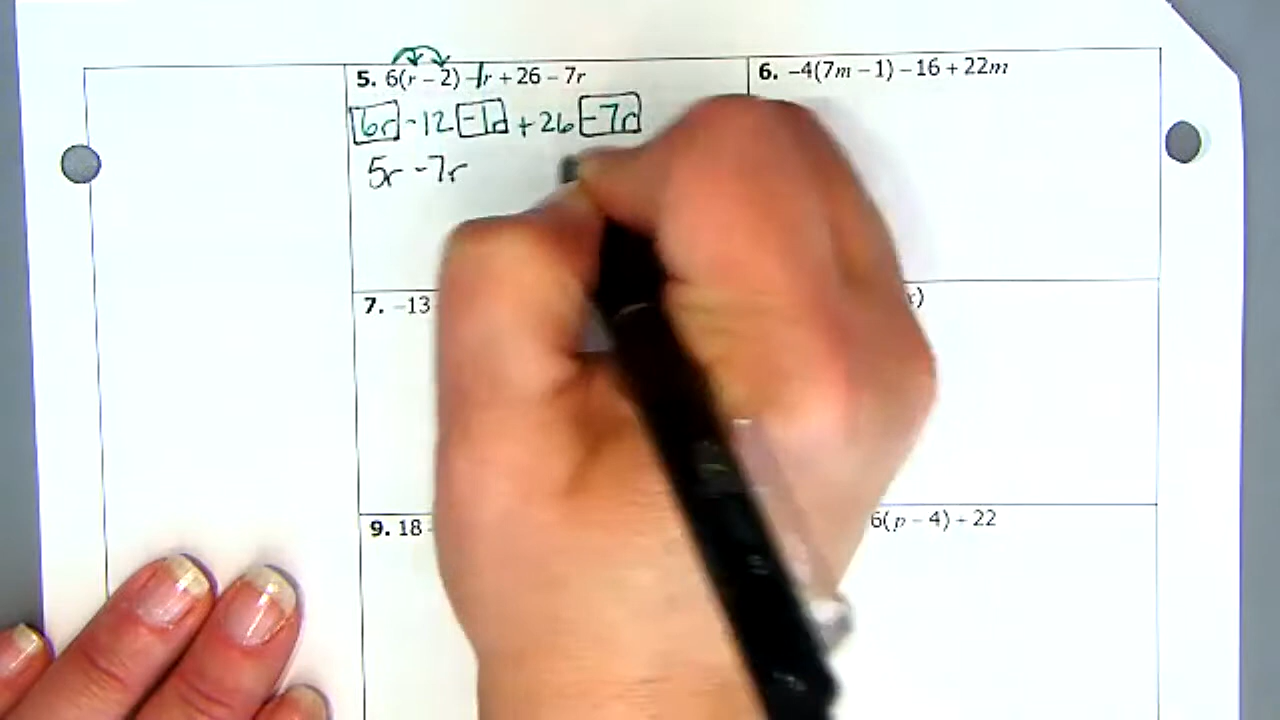 5. 6(r − 2) − 1r + 26 − 7r
6r - 12 - 1r + 26 - 7r
5r - 7r
6. −4(7m − 1) − 16 + 22m
7. −13
9. 18
6(p − 4) + 22